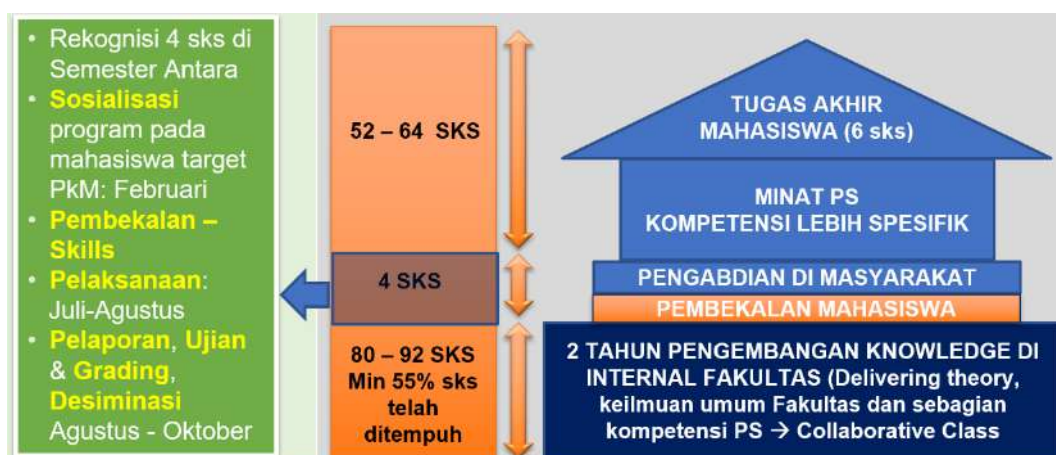 • Rekognisi 4 sks di
Semester Antara
• Sosialisasi
program pada
mahasiswa target
PkM: Februari
• Pembekalan –
Skills
• Pelaksanaan:
Juli-Agustus
• Pelaporan, Ujian
& Grading,
Desiminasi
Agustus - Oktober
52 – 64 SKS
4 SKS
80 – 92 SKS
Min 55% sks
telah
ditempuh
TUGAS AKHIR
MAHASISWA (6 sks)
MINAT PS
KOMPETENSI LEBIH SPESIFIK
PENGABDIAN DI MASYARAKAT
PEMBEKALAN MAHASISWA
2 TAHUN PENGEMBANGAN KNOWLEDGE DI
INTERNAL FAKULTAS (Delivering theory,
keilmuan umum Fakultas dan sebagian
kompetensi PS → Collaborative Class